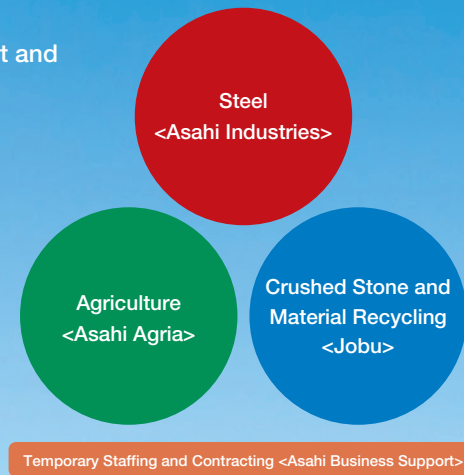 t and
Steel
<Asahi Industries>
Agriculture
<Asahi Agria>
Crushed Stone and
Material Recycling
<Jobu>
Temporary Staffing and Contracting <Asahi Business Support>